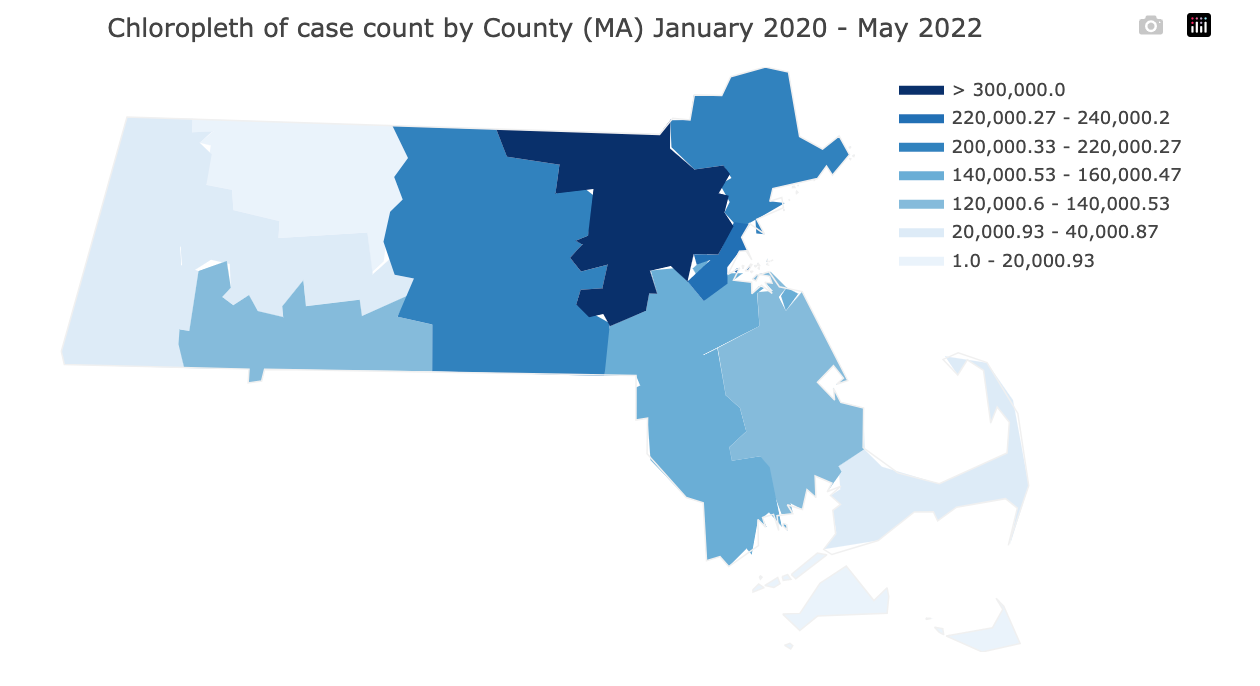 Chloropleth of case count by County (MA) January 2020 - May 2022
> 300,000.0
220,000.27 - 240,000.2
200,000.33 - 220,000.27
140,000.53 - 160,000.47
120,000.6 - 140,000.53
20,000.93 - 40,000.87
1.0 - 20,000.93